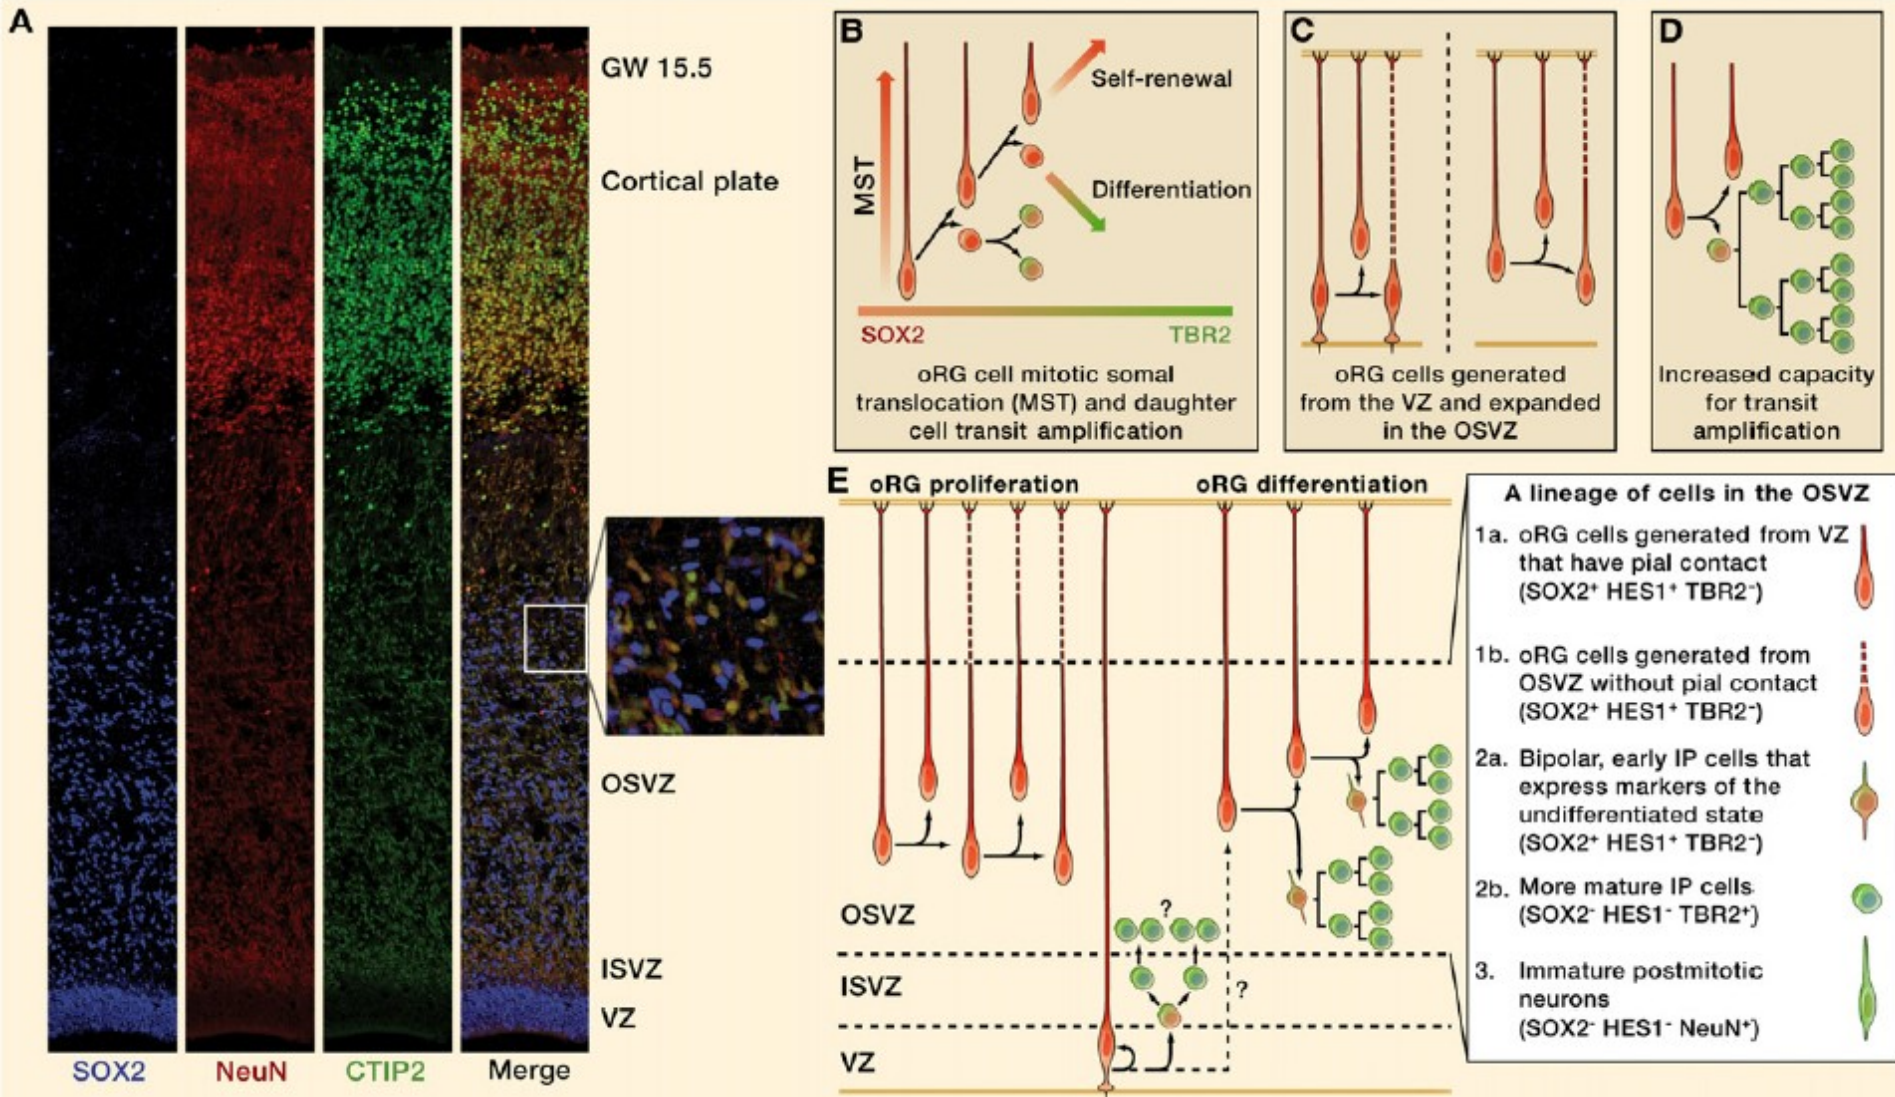 A
GW 15.5
Cortical plate
OSVZ
ISVZ
VZ
SOX2
NeuN
CTIP2
Merge
B
MST
Self-renewal
Differentiation
SOX2
TBR2
oRG cell mitotic somal
translocation (MST) and daughter
cell transit amplification
C
oRG cells generated
from the VZ and expanded
in the OSVZ
D
Increased capacity
for transit
amplification
E
oRG proliferation
oRG differentiation
OSVZ
ISVZ
VZ
?
?
A lineage of cells in the OSVZ
1a. oRG cells generated from VZ
that have pial contact
(SOX2⁺ HES1⁺ TBR2⁻)
1b. oRG cells generated from
OSVZ without pial contact
(SOX2⁺ HES1⁺ TBR2⁻)
2a. Bipolar, early IP cells that
express markers of the
undifferentiated state
(SOX2⁺ HES1⁺ TBR2⁻)
2b. More mature IP cells
(SOX2⁻ HES1⁻ TBR2⁺)
3. Immature postmitotic
neurons
(SOX2⁻ HES1⁻ NeuN⁺)